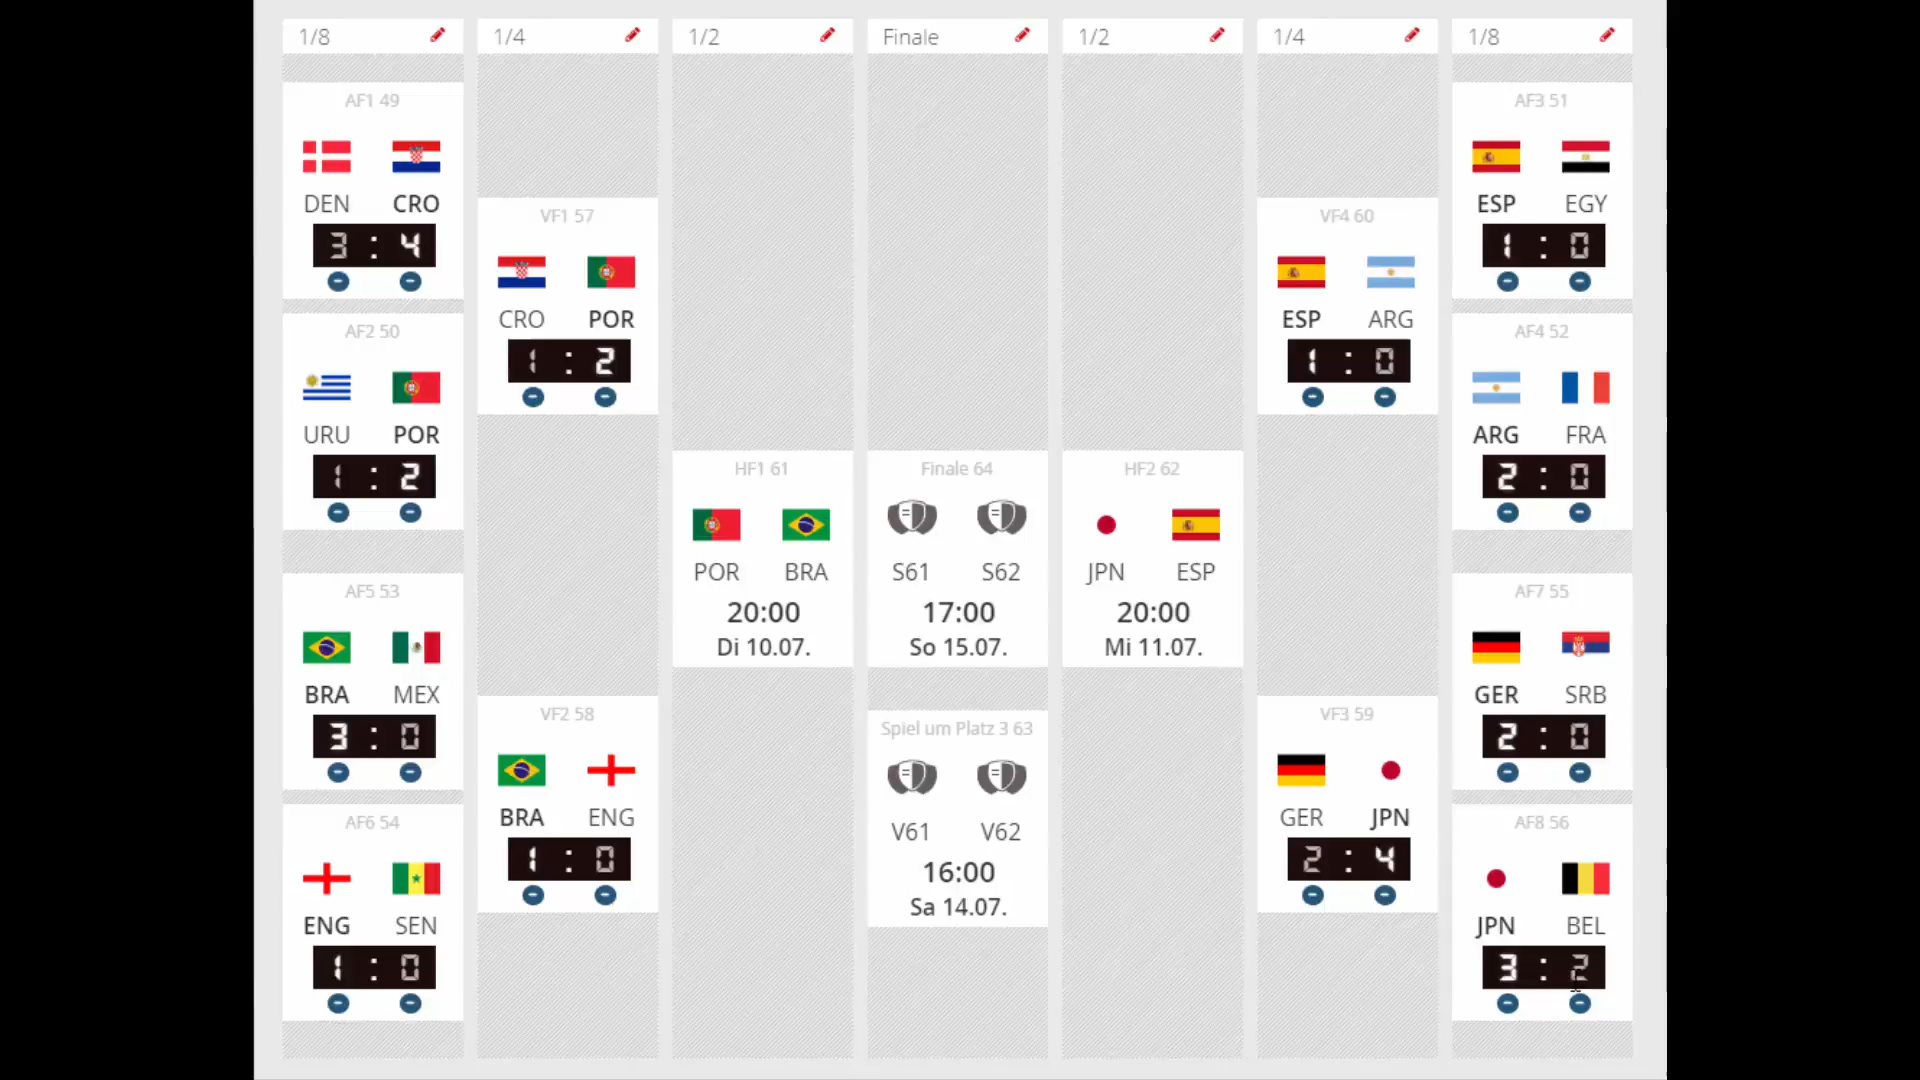 1/8
AF1 49
DEN CRO
3 : 4
AF2 50
URU POR
1 : 2
AF5 53
BRA MEX
3 : 0
AF6 54
ENG SEN
1 : 0
1/4
VF1 57
CRO POR
1 : 2
VF2 58
BRA ENG
1 : 0
1/2
HF1 61
POR BRA
20:00
Di 10.07.
Finale
Finale 64
S61 S62
17:00
So 15.07.
Spiel um Platz 3 63
V61 V62
16:00
Sa 14.07.
1/2
HF2 62
JPN ESP
20:00
Mi 11.07.
1/4
VF4 60
ESP ARG
1 : 0
VF3 59
GER JPN
2 : 4
1/8
AF3 51
ESP EGY
1 : 0
AF4 52
ARG FRA
2 : 0
AF7 55
GER SRB
2 : 0
AF8 56
JPN BEL
3 : 2